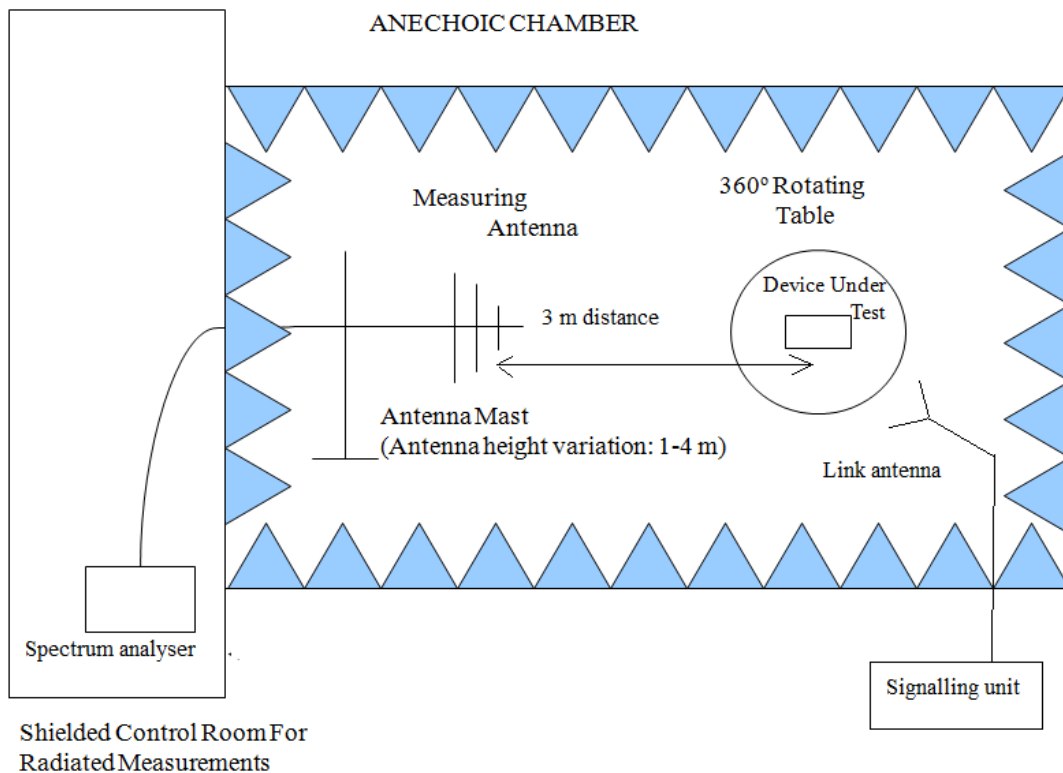 ANECHOIC CHAMBER
Measuring
Antenna
360º Rotating
Table
Device Under
Test
3 m distance
Antenna Mast
(Antenna height variation: 1-4 m)
Link antenna
Spectrum analyser
Signalling unit
Shielded Control Room For
Radiated Measurements